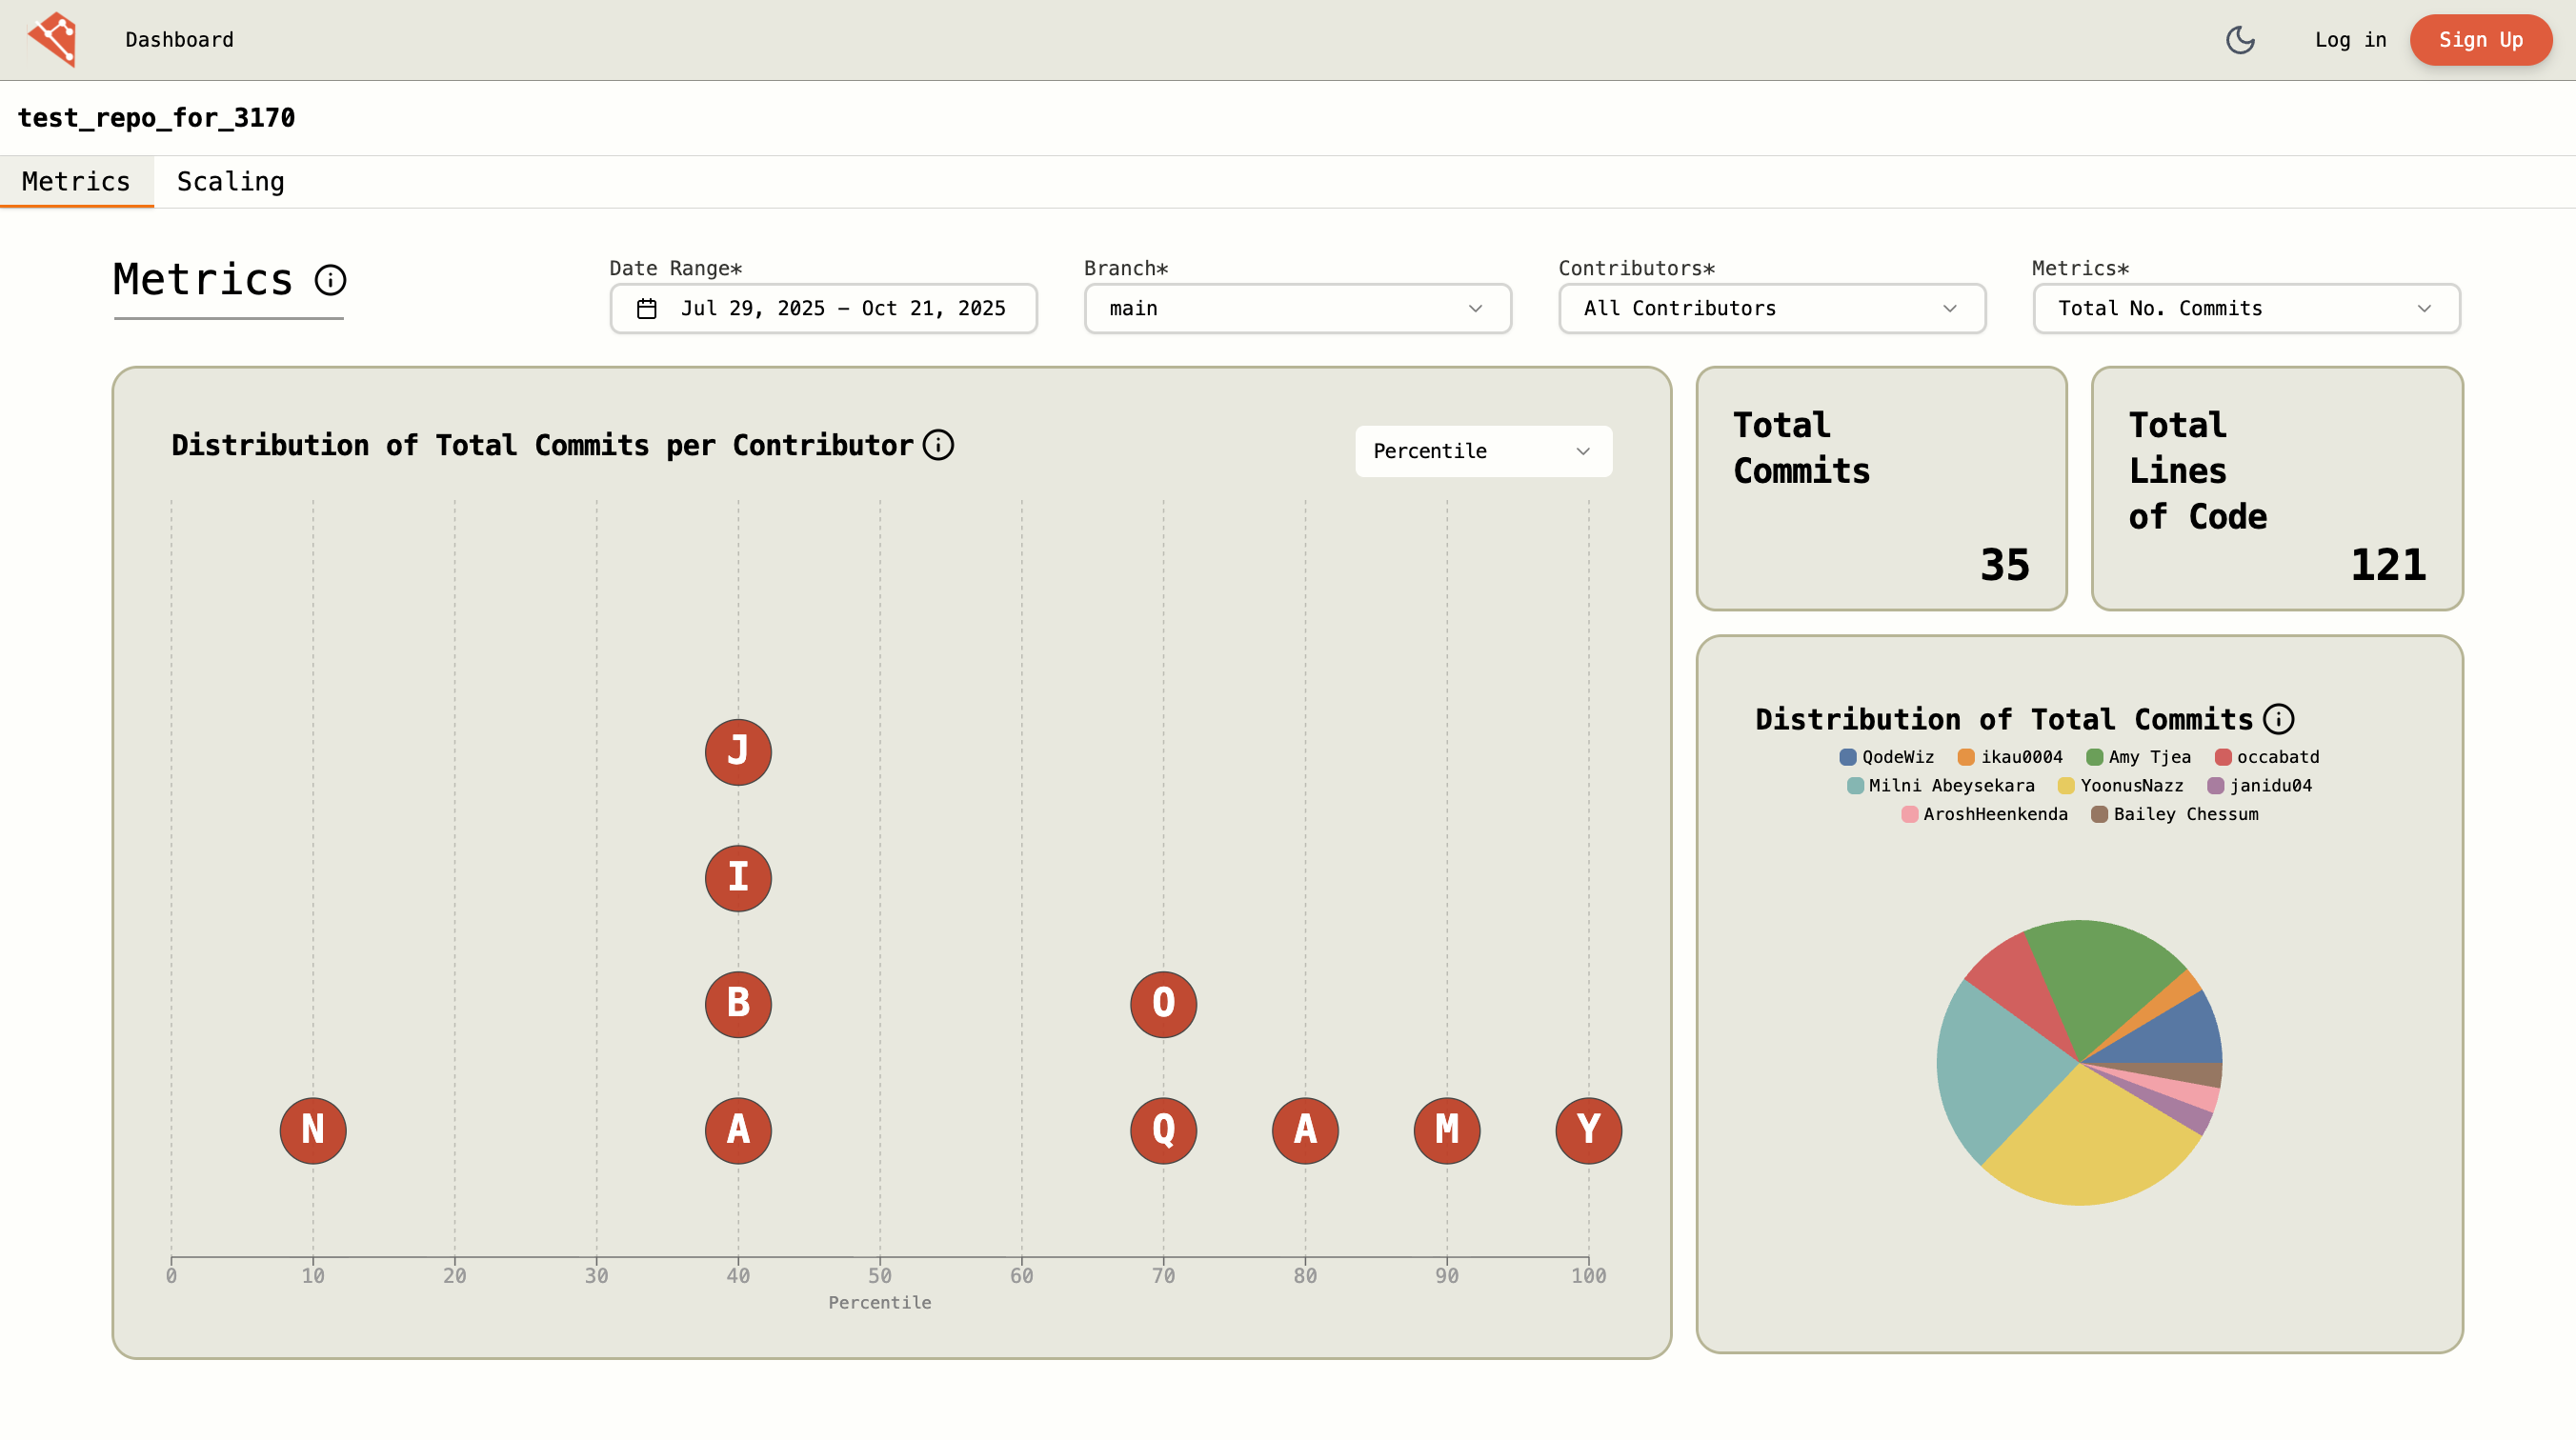 Dashboard
Log in
Sign Up
test_repo_for_3170
Metrics
Scaling
Metrics
Date Range*
Jul 29, 2025 – Oct 21, 2025
Branch*
main
Contributors*
All Contributors
Metrics*
Total No. Commits
Distribution of Total Commits per Contributor
Percentile
J
I
B
O
N
A
Q
A
M
Y
0 10 20 30 40 50 60 70 80 90 100
Percentile
Total
Commits
35
Total
Lines
of Code
121
Distribution of Total Commits
QodeWiz ikau0004 Amy Tjea occabatd
Milni Abeysekara YoonusNazz janidu04
AroshHeenkenda Bailey Chessum